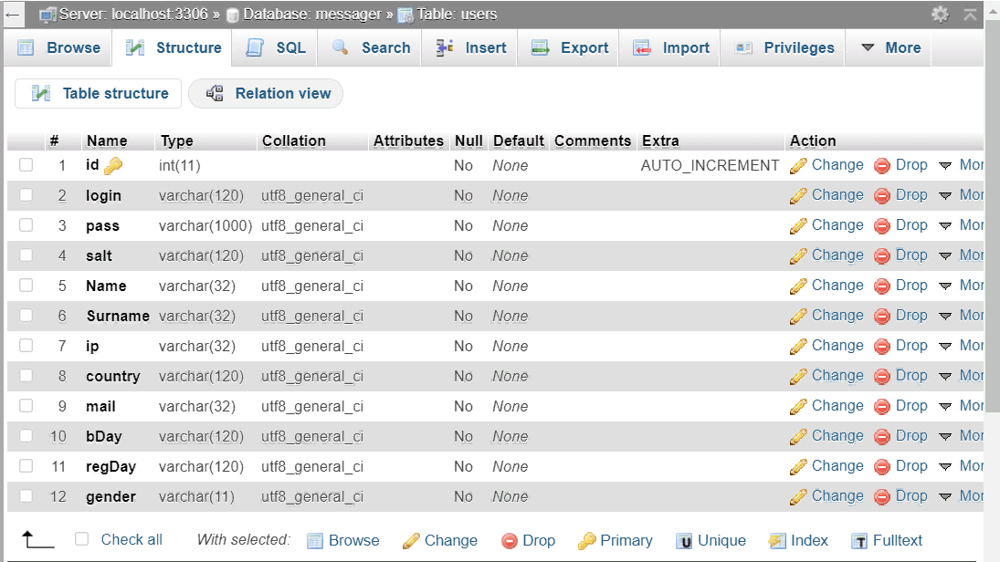 Server: localhost:3306 » Database: messager » Table: users
Browse Structure SQL Search Insert Export Import Privileges More
Table structure Relation view
# Name Type Collation Attributes Null Default Comments Extra Action
1 id int(11) No None AUTO_INCREMENT Change Drop Mor
2 login varchar(120) utf8_general_ci No None Change Drop Mor
3 pass varchar(1000) utf8_general_ci No None Change Drop Mor
4 salt varchar(120) utf8_general_ci No None Change Drop Mor
5 Name varchar(32) utf8_general_ci No None Change Drop Mor
6 Surname varchar(32) utf8_general_ci No None Change Drop Mor
7 ip varchar(32) utf8_general_ci No None Change Drop Mor
8 country varchar(120) utf8_general_ci No None Change Drop Mor
9 mail varchar(32) utf8_general_ci No None Change Drop Mor
10 bDay varchar(120) utf8_general_ci No None Change Drop Mor
11 regDay varchar(120) utf8_general_ci No None Change Drop Mor
12 gender varchar(11) utf8_general_ci No None Change Drop Mor
Check all With selected: Browse Change Drop Primary Unique Index Fulltext